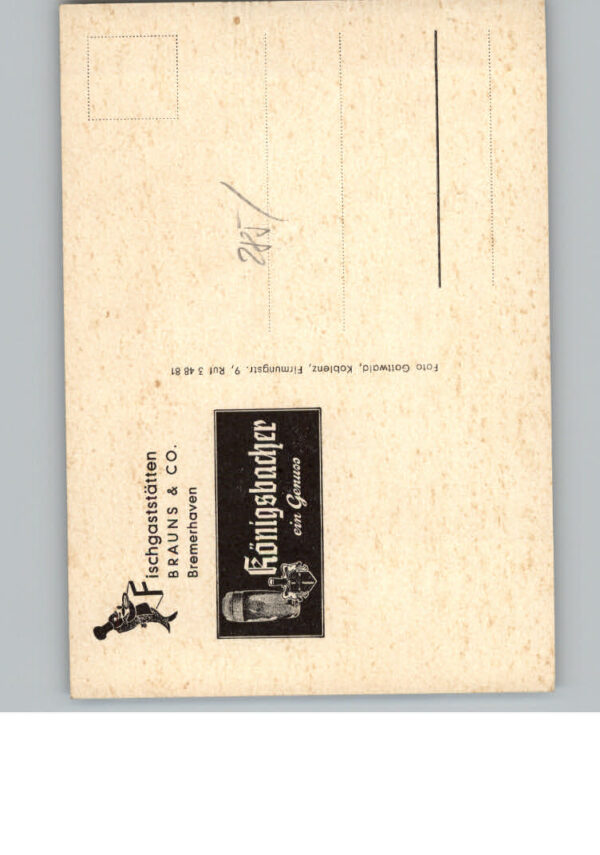 Fischgaststätten
BRAUNS & CO.
Bremerhaven
Königsbacher
ein Genuss
Foto Gottwald, Koblenz, Firmungstr. 9, Ruf 3 48 81